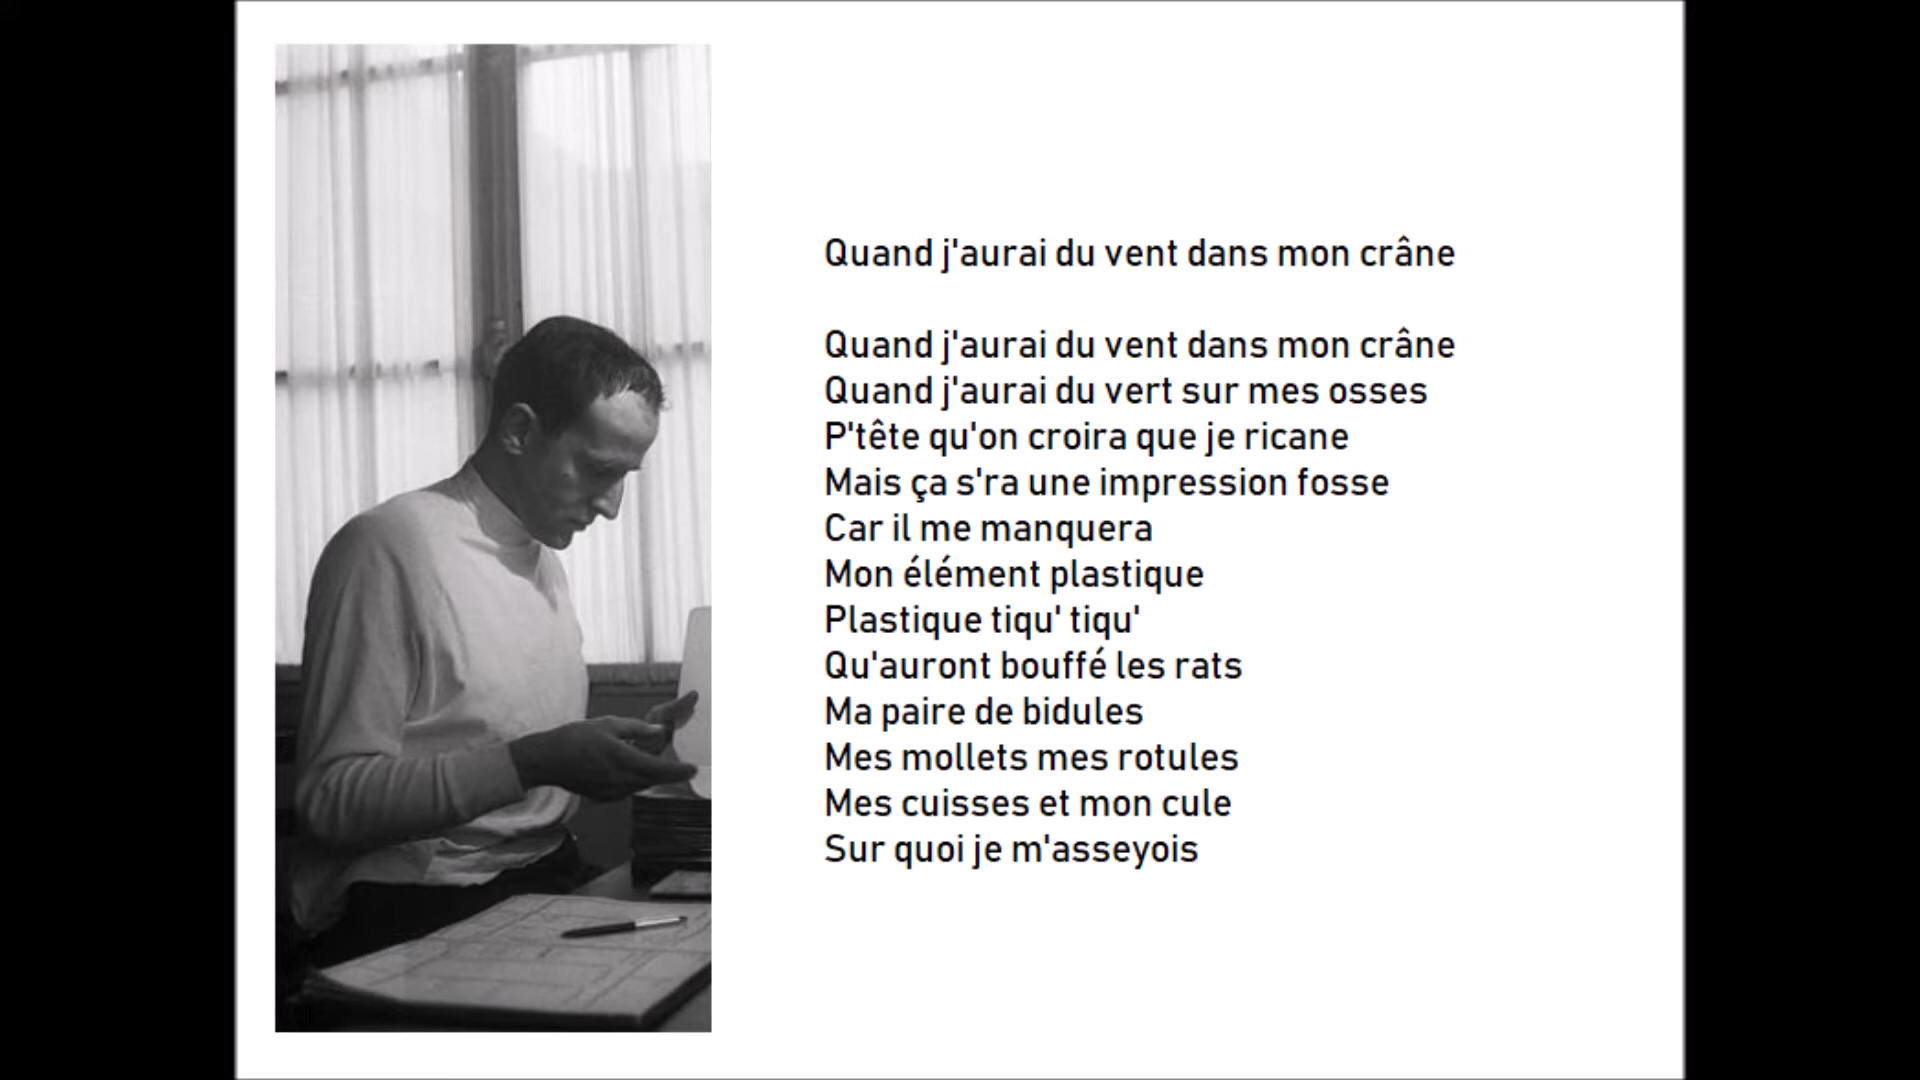 Quand j'aurai du vent dans mon crâne
Quand j'aurai du vent dans mon crâne
Quand j'aurai du vert sur mes osses
P'tête qu'on croira que je ricane
Mais ça s'ra une impression fosse
Car il me manquera
Mon élément plastique
Plastique tiqu' tiqu'
Qu'auront bouffé les rats
Ma paire de bidules
Mes mollets mes rotules
Mes cuisses et mon cule
Sur quoi je m'asseyois